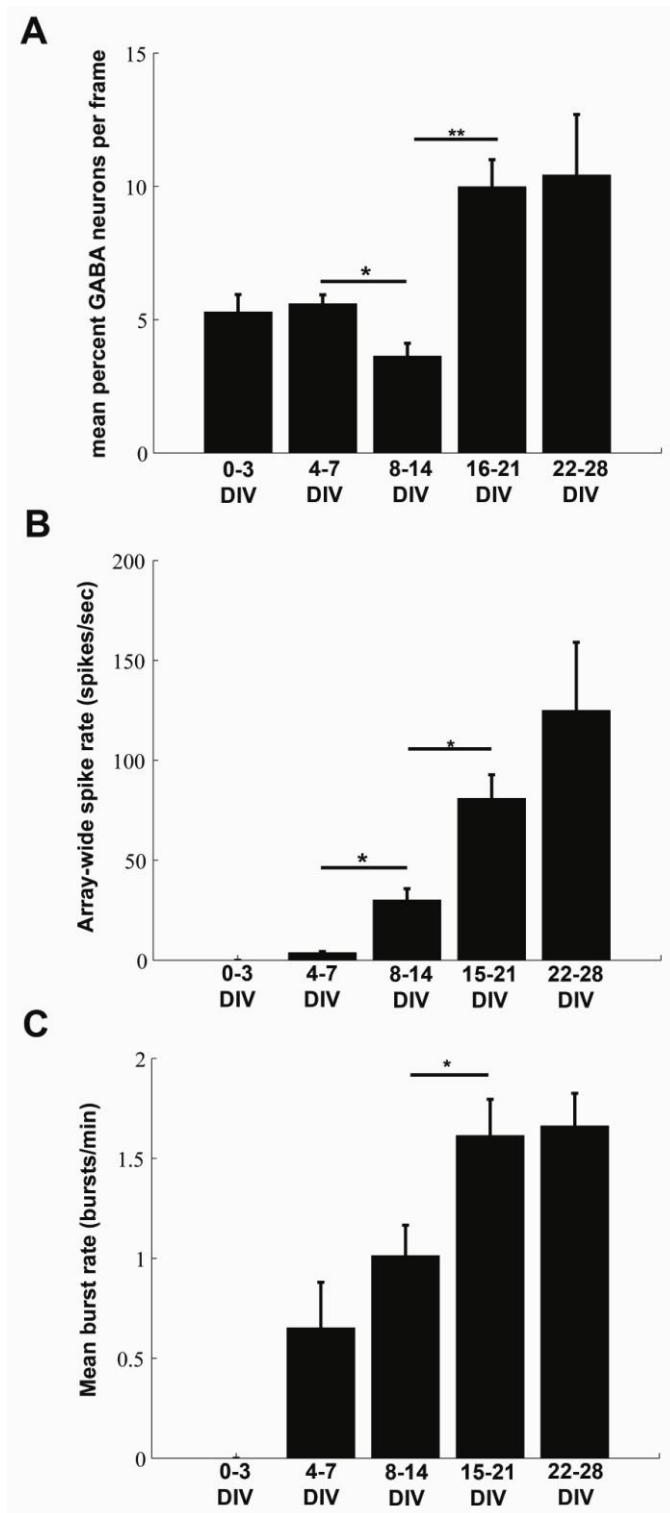 A
mean percent GABA neurons per frame
15
10
5
0
*
**
0-3 4-7 8-14 16-21 22-28
DIV DIV DIV DIV DIV
B
Array-wide spike rate (spikes/sec)
200
150
100
50
0
*
*
0-3 4-7 8-14 15-21 22-28
DIV DIV DIV DIV DIV
C
Mean burst rate (bursts/min)
2
1.5
1
0.5
0
*
0-3 4-7 8-14 15-21 22-28
DIV DIV DIV DIV DIV